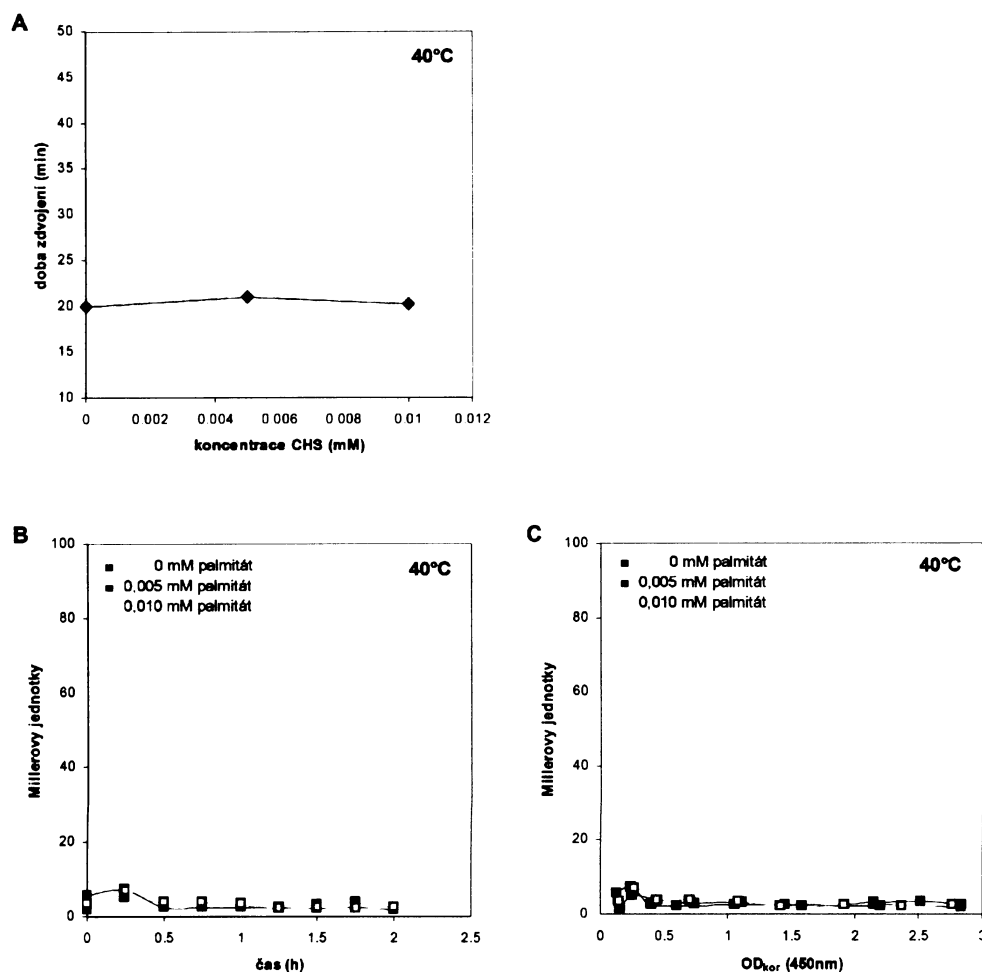 A
40°C
50
45
40
35
30
25
20
15
10
doba zdvojení (min)
0 0.002 0.004 0.006 0.008 0.01 0.012
koncentrace CHS (mM)
B
100
80
60
40
20
0
Millerovy jednotky
0 mM palmitát
0,005 mM palmitát
0,010 mM palmitát
40°C
0 0.5 1 1.5 2 2.5
čas (h)
C
100
80
60
40
20
0
Millerovy jednotky
0 mM palmitát
0,005 mM palmitát
0,010 mM palmitát
40°C
0 0.5 1 1.5 2 2.5 3
ODkor (450nm)